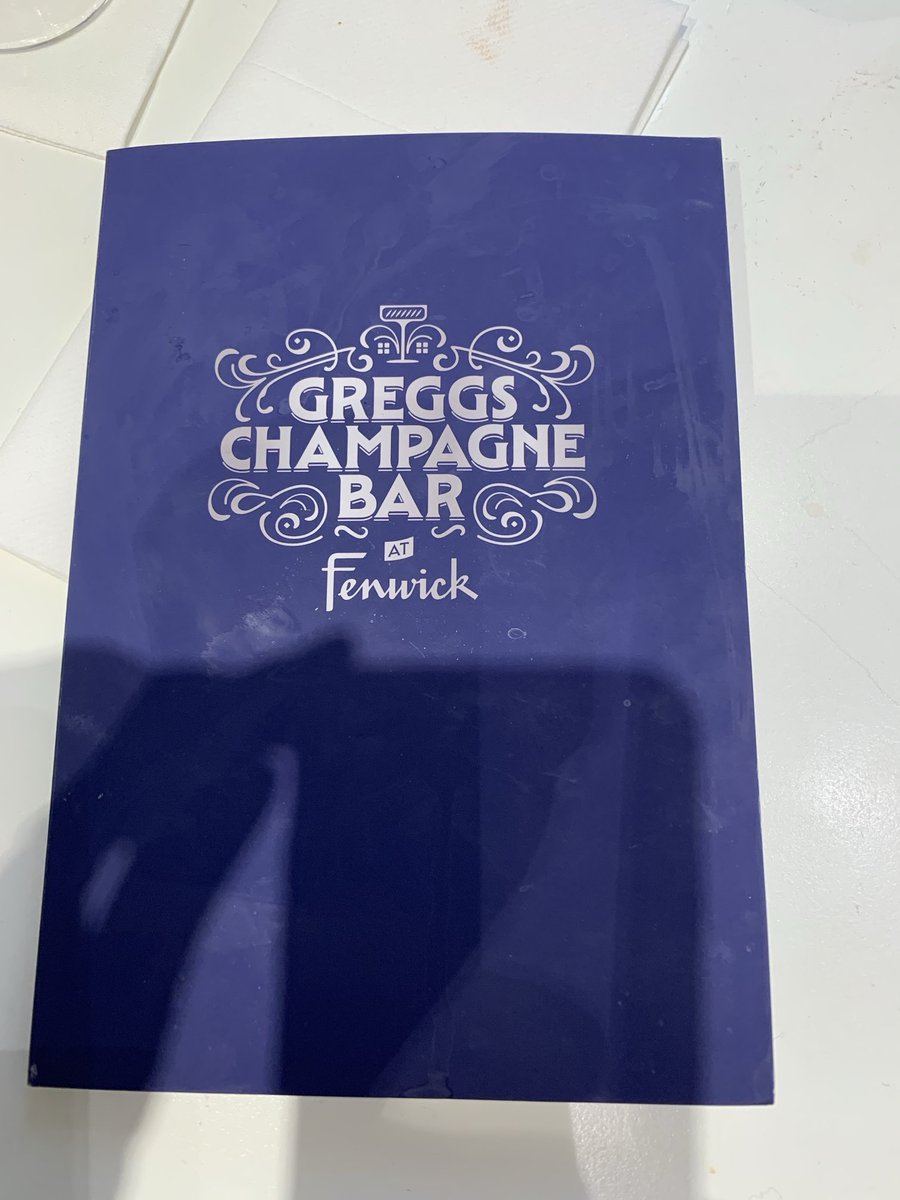 GREGGS
CHAMPAGNE
BAR
AT
Fenwick